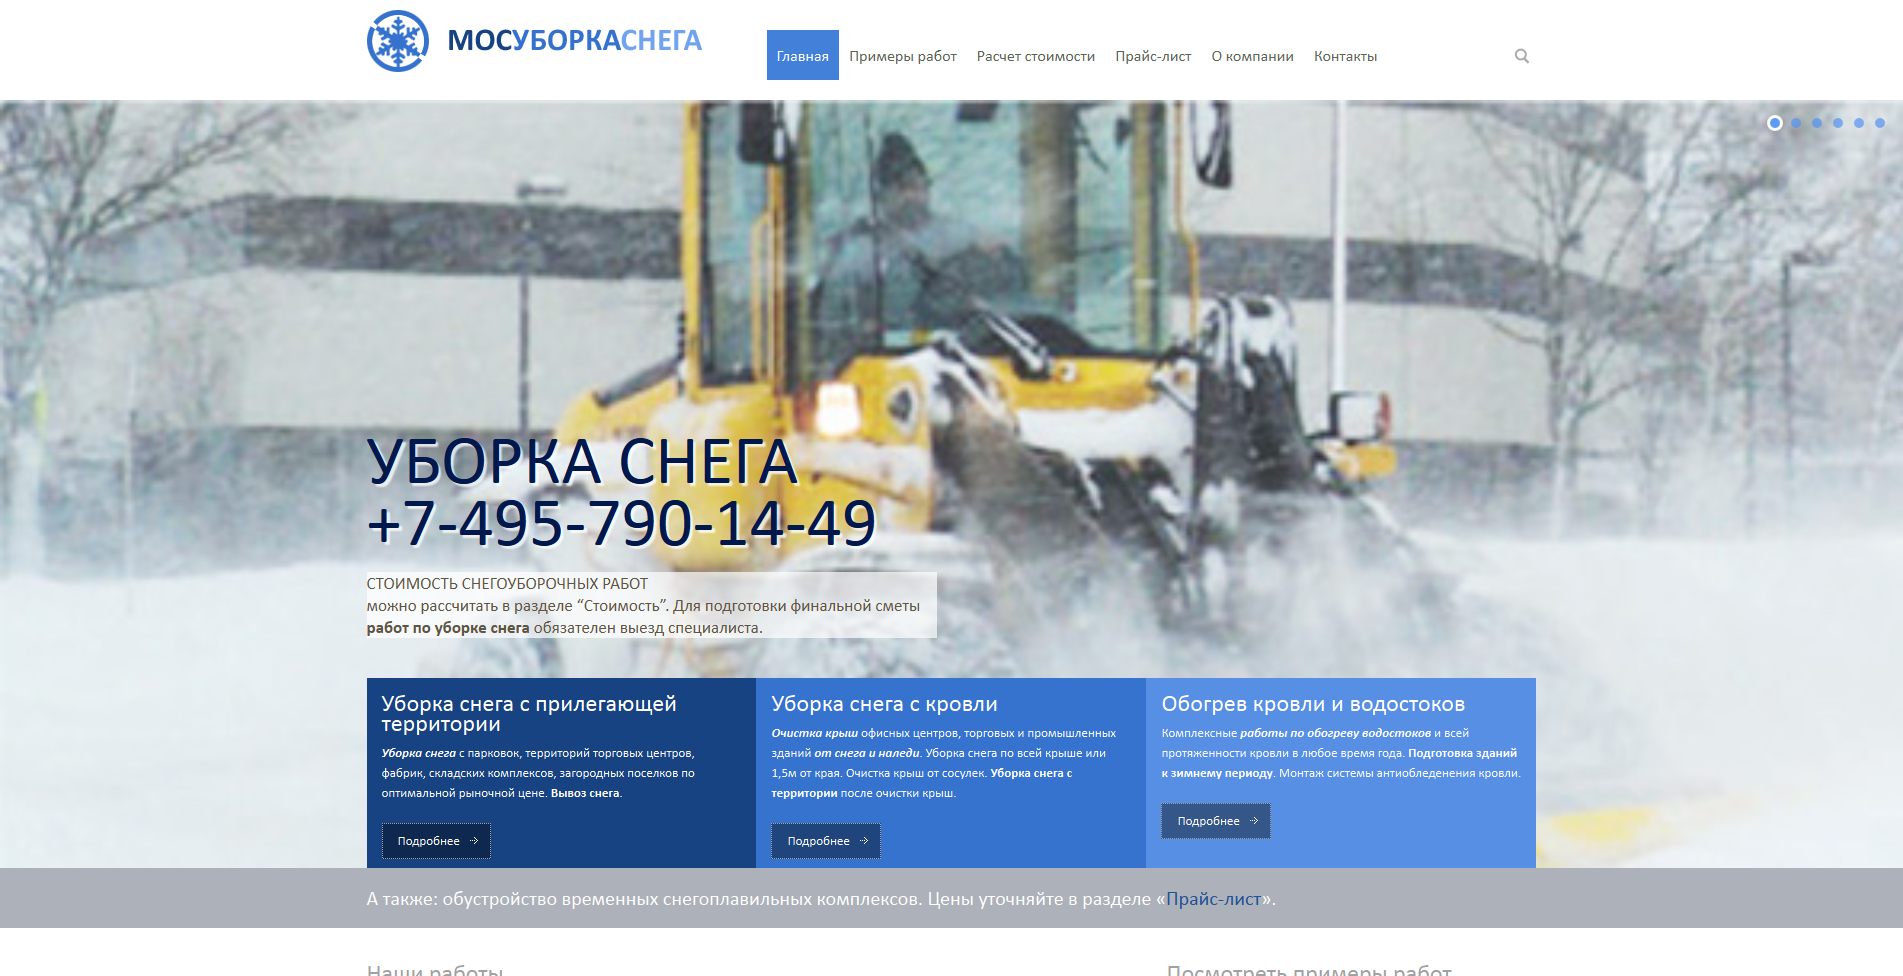 МОСУБОРКАСНЕГА
Главная Примеры работ Расчет стоимости Прайс-лист О компании Контакты
УБОРКА СНЕГА
+7-495-790-14-49
СТОИМОСТЬ СНЕГОУБОРОЧНЫХ РАБОТ
можно рассчитать в разделе “Стоимость”. Для подготовки финальной сметы
работ по уборке снега обязателен выезд специалиста.
Уборка снега с прилегающей
территории
Уборка снега с парковок, территорий торговых центров,
фабрик, складских комплексов, загородных поселков по
оптимальной рыночной цене. Вывоз снега.
Подробнее
Уборка снега с кровли
Очистка крыш офисных центров, торговых и промышленных
зданий от снега и наледи. Уборка снега по всей крыше или
1,5м от края. Очистка крыш от сосулек. Уборка снега с
территории после очистки крыш.
Подробнее
Обогрев кровли и водостоков
Комплексные работы по обогреву водостоков и всей
протяженности кровли в любое время года. Подготовка зданий
к зимнему периоду. Монтаж системы антиобледенения кровли.
Подробнее
А также: обустройство временных снегоплавильных комплексов. Цены уточняйте в разделе «Прайс-лист».
Наши работы
Посмотреть примеры работ